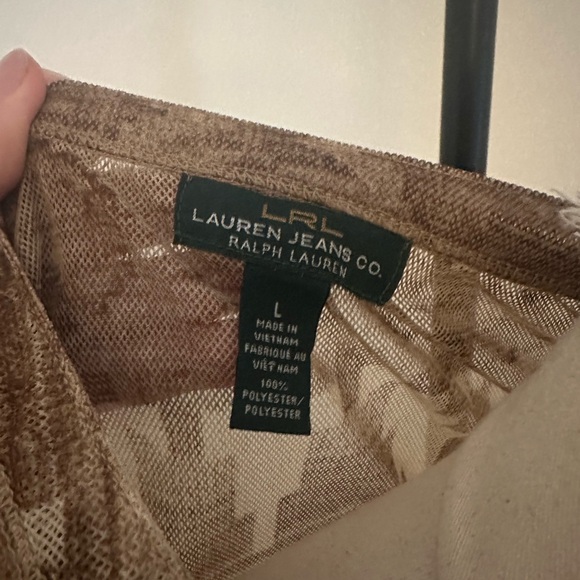 LRL
LAUREN JEANS CO.
RALPH LAUREN
L
MADE IN
VIETNAM
FABRIQUÉ AU
VIÊT NAM
100%
POLYESTER/
POLYESTER